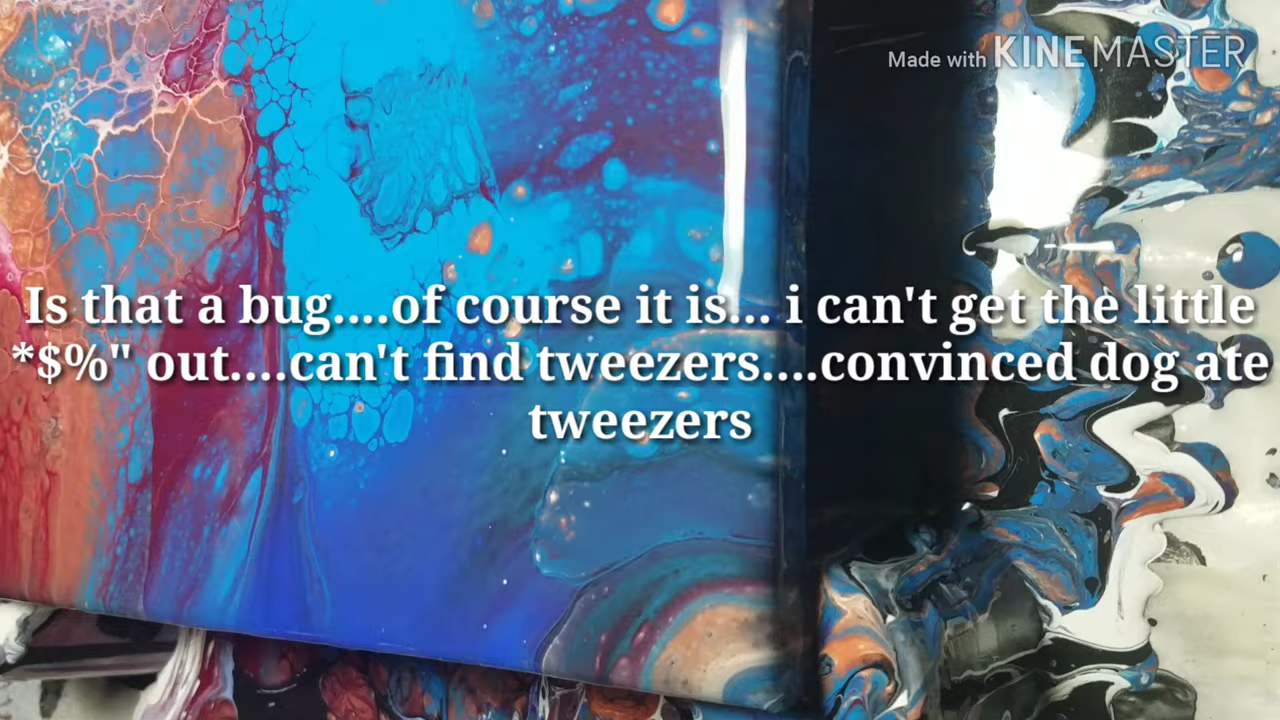 Made with KINEMASTER
Is that a bug....of course it is... i can't get the little
*$%" out....can't find tweezers....convinced dog ate
tweezers